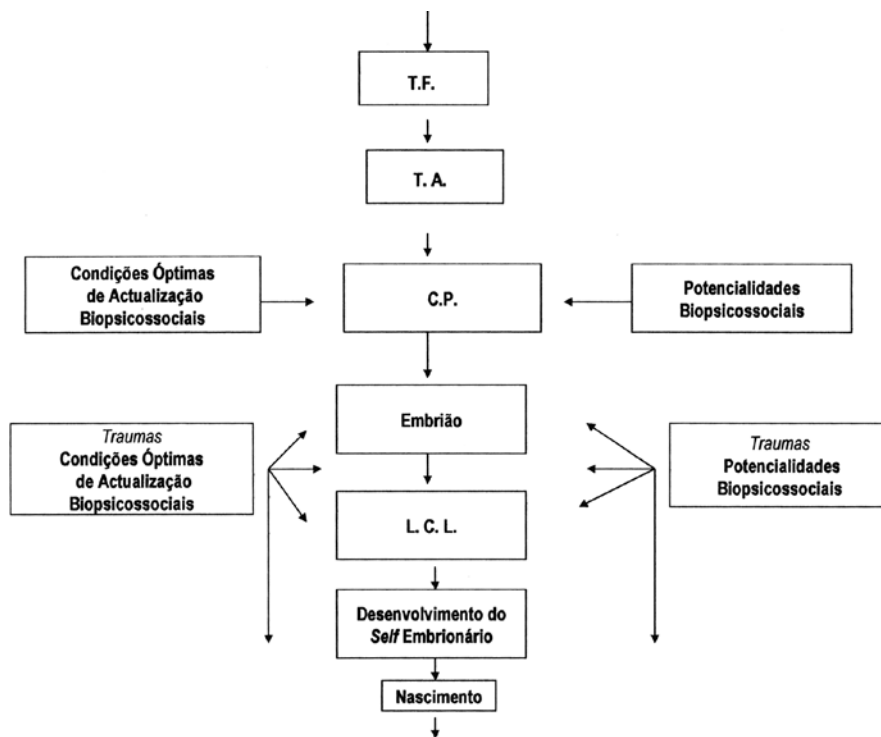 T.F.
T. A.
Condições Óptimas
de Actualização
Biopsicossociais
C.P.
Potencialidades
Biopsicossociais
Embrião
Traumas
Condições Óptimas
de Actualização
Biopsicossociais
Traumas
Potencialidades
Biopsicossociais
L. C. L.
Desenvolvimento do
Self Embrionário
Nascimento